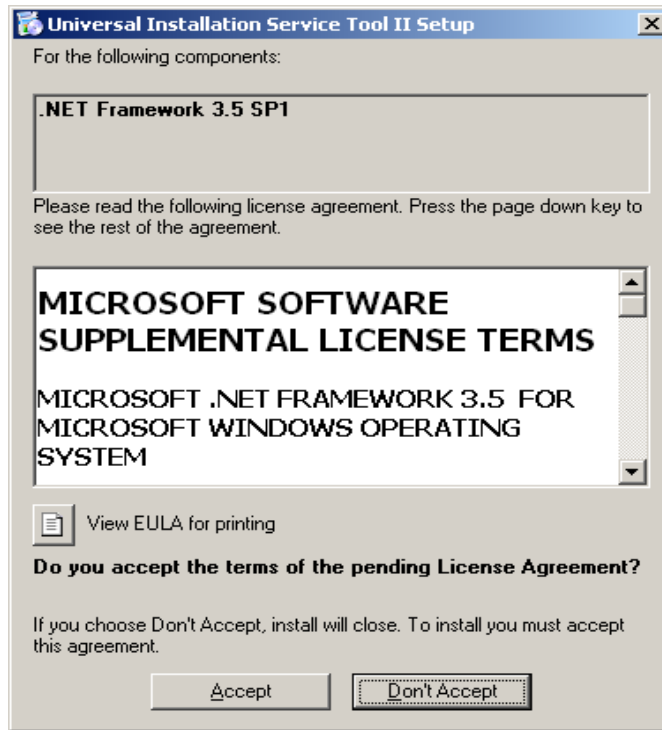 Universal Installation Service Tool II Setup
For the following components:
.NET Framework 3.5 SP1
Please read the following license agreement. Press the page down key to
see the rest of the agreement.
MICROSOFT SOFTWARE
SUPPLEMENTAL LICENSE TERMS
MICROSOFT .NET FRAMEWORK 3.5 FOR
MICROSOFT WINDOWS OPERATING
SYSTEM
View EULA for printing
Do you accept the terms of the pending License Agreement?
If you choose Don't Accept, install will close. To install you must accept
this agreement.
Accept
Don't Accept